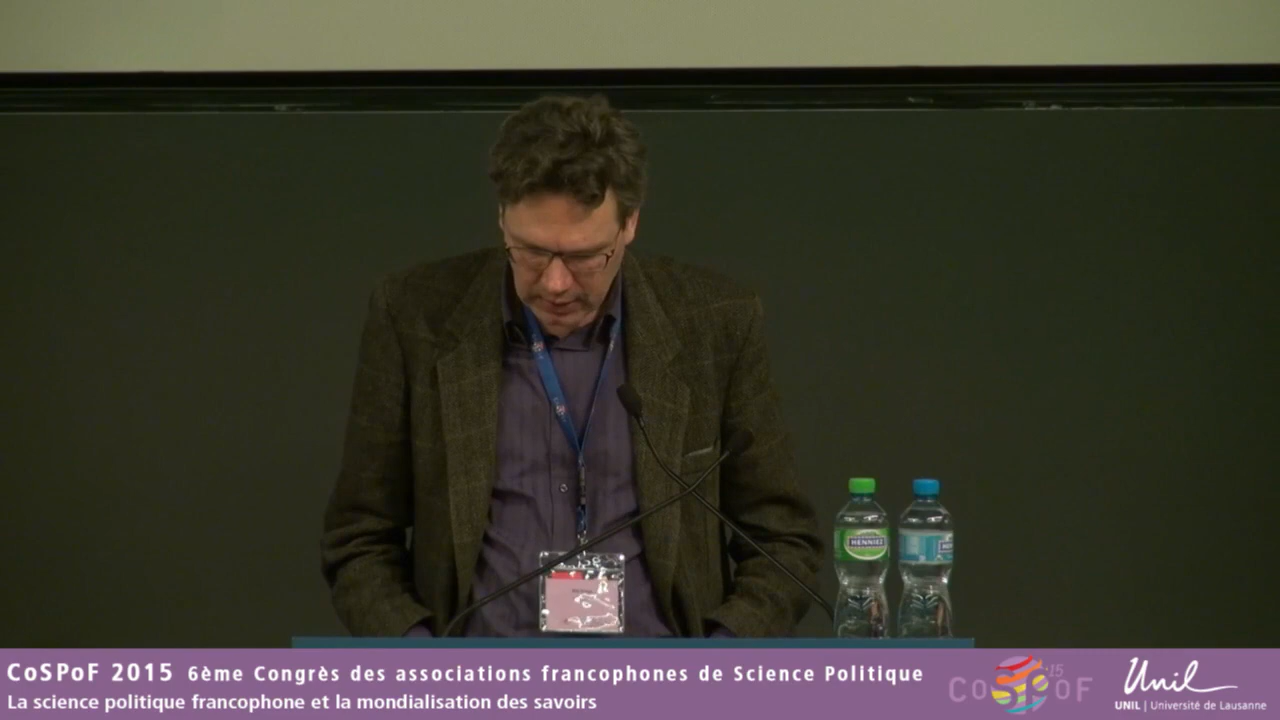 HENNIEZ
CoSPoF 2015 6ème Congrès des associations francophones de Science Politique
La science politique francophone et la mondialisation des savoirs
CoSPoF '15
Unil
UNIL | Université de Lausanne